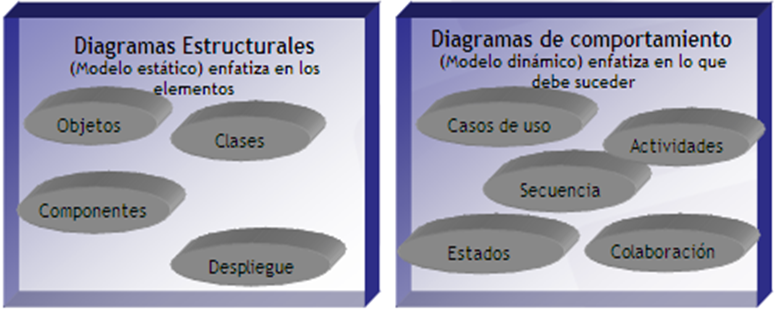 Diagramas Estructurales
(Modelo estático) enfatiza en los
elementos
Objetos
Clases
Componentes
Despliegue
Diagramas de comportamiento
(Modelo dinámico) enfatiza en lo que
debe suceder
Casos de uso
Actividades
Secuencia
Estados
Colaboración